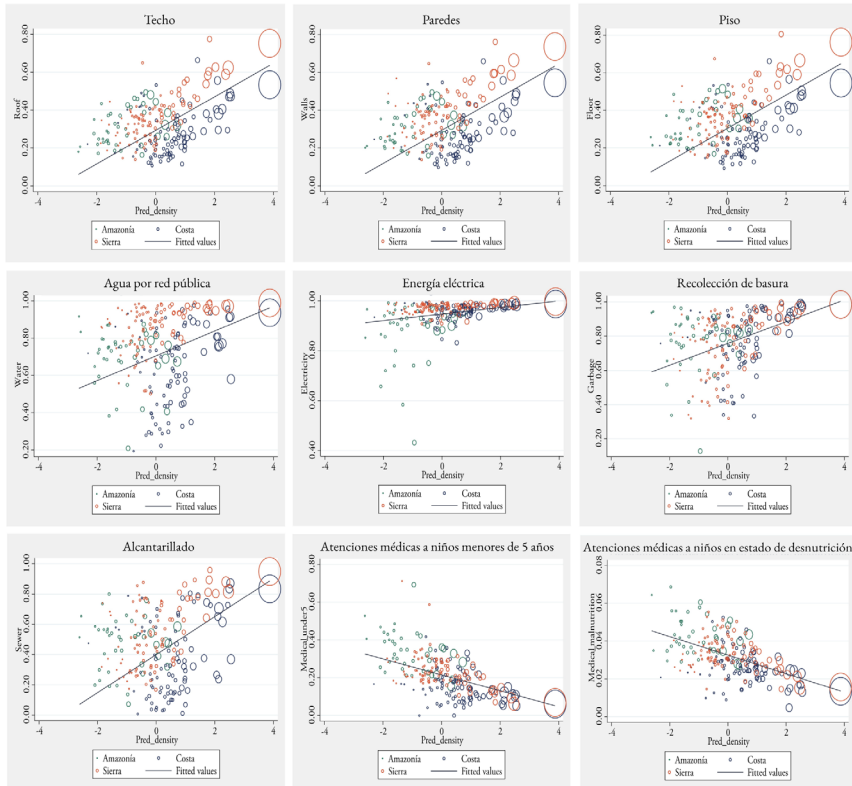 Techo
0.80
0.60
0.40
0.20
0.00
Roof
-4
-2
0
2
4
Pred_density
Amazonía
Costa
Sierra
Fitted values
Paredes
0.80
0.60
0.40
0.20
0.00
Walls
-4
-2
0
2
4
Pred_density
Amazonía
Costa
Sierra
Fitted values
Piso
0.80
0.60
0.40
0.20
0.00
Floor
-4
-2
0
2
4
Pred_density
Amazonía
Costa
Sierra
Fitted values
Agua por red pública
1.00
0.80
0.60
0.40
0.20
Water
-4
-2
0
2
4
Pred_density
Amazonía
Costa
Sierra
Fitted values
Energía eléctrica
1.00
0.80
0.60
0.40
Electricity
-4
-2
0
2
4
Pred_density
Amazonía
Costa
Sierra
Fitted values
Recolección de basura
1.00
0.80
0.60
0.40
0.20
Garbage
-4
-2
0
2
4
Pred_density
Amazonía
Costa
Sierra
Fitted values
Alcantarillado
1.00
0.80
0.60
0.40
0.20
0.00
Sewer
-4
-2
0
2
4
Pred_density
Amazonía
Costa
Sierra
Fitted values
Atenciones médicas a niños menores de 5 años
0.80
0.60
0.40
0.20
0.00
Medical_under5
-4
-2
0
2
4
Pred_density
Amazonía
Costa
Sierra
Fitted values
Atenciones médicas a niños en estado de desnutrición
0.08
0.06
0.04
0.02
0.00
Medical_malnutrition
-4
-2
0
2
4
Pred_density
Amazonía
Costa
Sierra
Fitted values